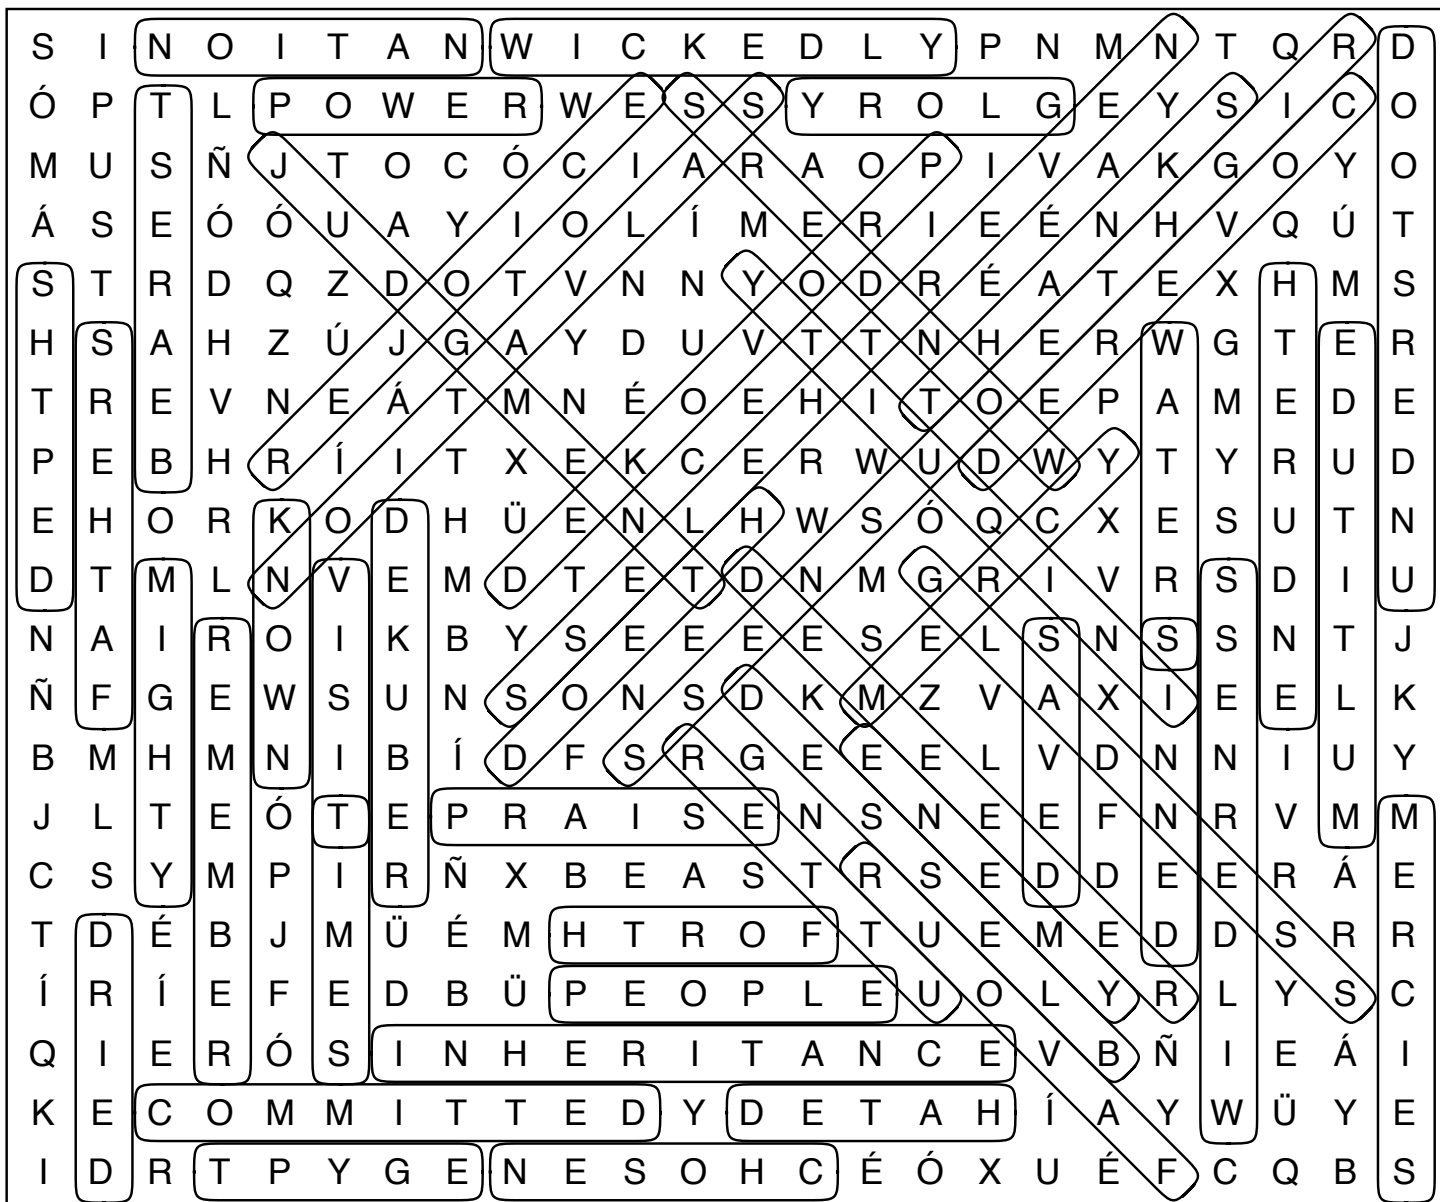 S I N O I T A N W I C K E D L Y P N M N T Q R D
Ó P T L P O W E R W E S S Y R O L G E Y S I C O
M U S Ñ J T O C Ó C I A R A O P I V A K G O Y O
Á S E Ó Ó U A Y I O L Í M E R I E É N H V Q Ú T
S T R D Q Z D O T V N N Y O D R É A T E X H M S
H S A H Z Ú J G A Y D U V T T N H E R W G T E R
T R E V N E Á T M N É O E H I T O E P A M E D E
P E B H R Í I T X E K C E R W U D W Y T Y R U D
E H O R K O D H Ü E N L H W S Ó Q C X E S U T N
D T M L N V E M D T E T D N M G R I V R S D I U
N A I R O I K B Y S E E E E S E L S N S S N T J
Ñ F G E W S U N S O N S D K M Z V A X I E E L K
B M H M N I B Í D F S R G E E E L V D N N I U Y
J L T E Ó T E P R A I S E N S N E E F N R V M M
C S Y M P I R Ñ X B E A S T R S E D D E E R Á E
T D É B J M Ü É M H T R O F T U E M E D D S R R
Í R Í E F E D B Ü P E O P L E U O L Y R L Y S C
Q I E R Ó S I N H E R I T A N C E V B Ñ I E Á I
K E C O M M I T T E D Y D E T A H Í A Y W Ü Y E
I D R T P Y G E N E S O H C É Ó X U É F C Q B S